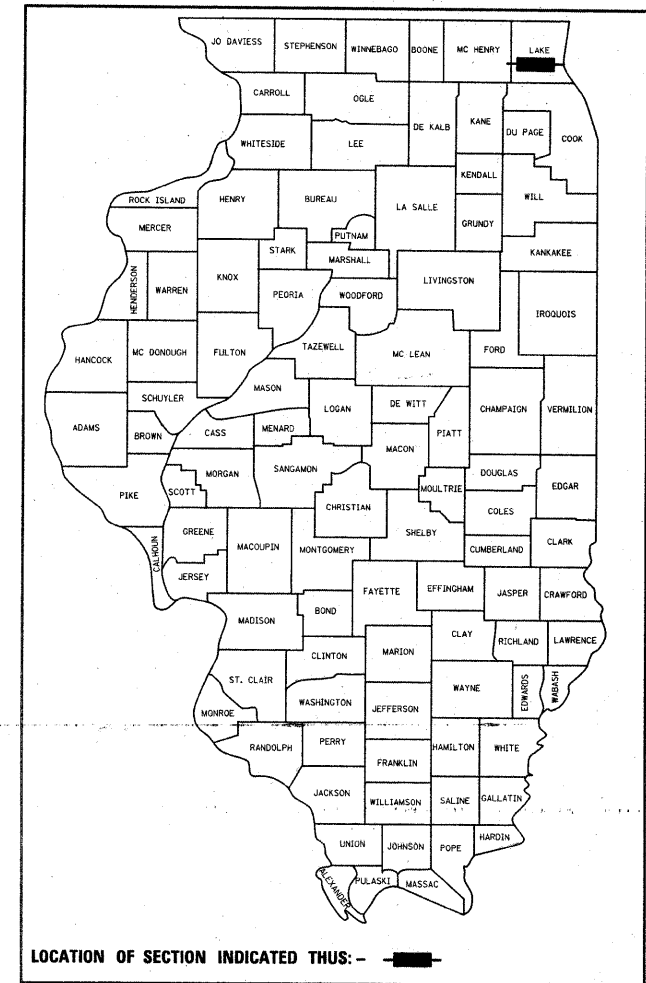 JO DAVIESS STEPHENSON WINNEBAGO BOONE MC HENRY LAKE
CARROLL OGLE DE KALB KANE DU PAGE COOK
WHITESIDE LEE
KENDALL
ROCK ISLAND HENRY BUREAU LA SALLE GRUNDY WILL
MERCER PUTNAM
STARK MARSHALL KANKAKEE
HENDERSON WARREN KNOX PEORIA WOODFORD LIVINGSTON IROQUOIS
HANCOCK MC DONOUGH FULTON TAZEWELL MC LEAN FORD
SCHUYLER MASON LOGAN DE WITT CHAMPAIGN VERMILION
ADAMS BROWN CASS MENARD MACON PIATT
PIKE SCOTT MORGAN SANGAMON MOULTRIE DOUGLAS EDGAR
CHRISTIAN COLES
CALHOUN GREENE MACOUPIN MONTGOMERY SHELBY CUMBERLAND CLARK
JERSEY FAYETTE EFFINGHAM JASPER CRAWFORD
MADISON BOND
CLINTON MARION CLAY RICHLAND LAWRENCE
ST. CLAIR WAYNE EDWARDS WABASH
MONROE WASHINGTON JEFFERSON
RANDOLPH PERRY HAMILTON WHITE
FRANKLIN
JACKSON WILLIAMSON SALINE GALLATIN
UNION JOHNSON POPE HARDIN
ALEXANDER PULASKI MASSAC
LOCATION OF SECTION INDICATED THUS: -